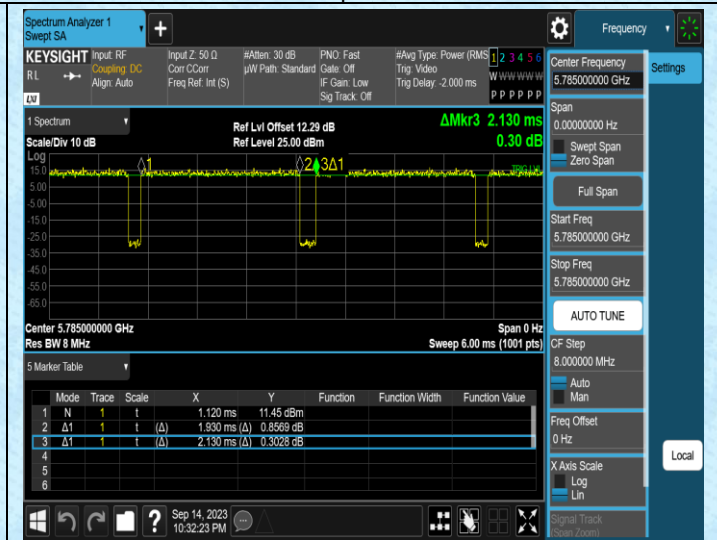 Spectrum Analyzer 1
Swept SA
Frequency
KEYSIGHT
RL
LXI
Input: RF
Coupling: DC
Align: Auto
Input Z: 50 Ω
Corr CCorr
Freq Ref: Int (S)
#Atten: 30 dB
µW Path: Standard
PNO: Fast
Gate: Off
IF Gain: Low
Sig Track: Off
#Avg Type: Power (RMS
Trig: Video
Trig Delay: -2.000 ms
1 2 3 4 5 6
W W W W W W
P P P P P P
1 Spectrum
Scale/Div 10 dB
Ref Lvl Offset 12.29 dB
Ref Level 25.00 dBm
ΔMkr3 2.130 ms
0.30 dB
Log
15.0
5.00
-5.00
-15.0
-25.0
-35.0
-45.0
-55.0
-65.0
1
2
3Δ1
TRIG LVL
Center 5.785000000 GHz
Res BW 8 MHz
Span 0 Hz
Sweep 6.00 ms (1001 pts)
5 Marker Table
Mode Trace Scale X Y Function Function Width Function Value
1 N 1 t 1.120 ms 11.45 dBm
2 Δ1 1 t (Δ) 1.930 ms (Δ) 0.8569 dB
3 Δ1 1 t (Δ) 2.130 ms (Δ) 0.3028 dB
4
5
6
Sep 14, 2023
10:32:23 PM
?
Center Frequency
5.785000000 GHz
Span
0.00000000 Hz
Swept Span
Zero Span
Full Span
Start Freq
5.785000000 GHz
Stop Freq
5.785000000 GHz
AUTO TUNE
CF Step
8.000000 MHz
Auto
Man
Freq Offset
0 Hz
X Axis Scale
Log
Lin
Signal Track
(Span Zoom)
Settings
Local